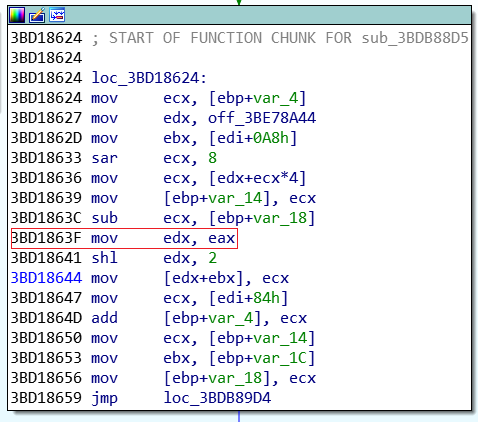 3BD18624 ; START OF FUNCTION CHUNK FOR sub_3BDB88D5
3BD18624
3BD18624 loc_3BD18624:
3BD18624 mov ecx, [ebp+var_4]
3BD18627 mov edx, off_3BE78A44
3BD1862D mov ebx, [edi+0A8h]
3BD18633 sar ecx, 8
3BD18636 mov ecx, [edx+ecx*4]
3BD18639 mov [ebp+var_14], ecx
3BD1863C sub ecx, [ebp+var_18]
3BD1863F mov edx, eax
3BD18641 shl edx, 2
3BD18644 mov [edx+ebx], ecx
3BD18647 mov ecx, [edi+84h]
3BD1864D add [ebp+var_4], ecx
3BD18650 mov ecx, [ebp+var_14]
3BD18653 mov ebx, [ebp+var_1C]
3BD18656 mov [ebp+var_18], ecx
3BD18659 jmp loc_3BDB89D4